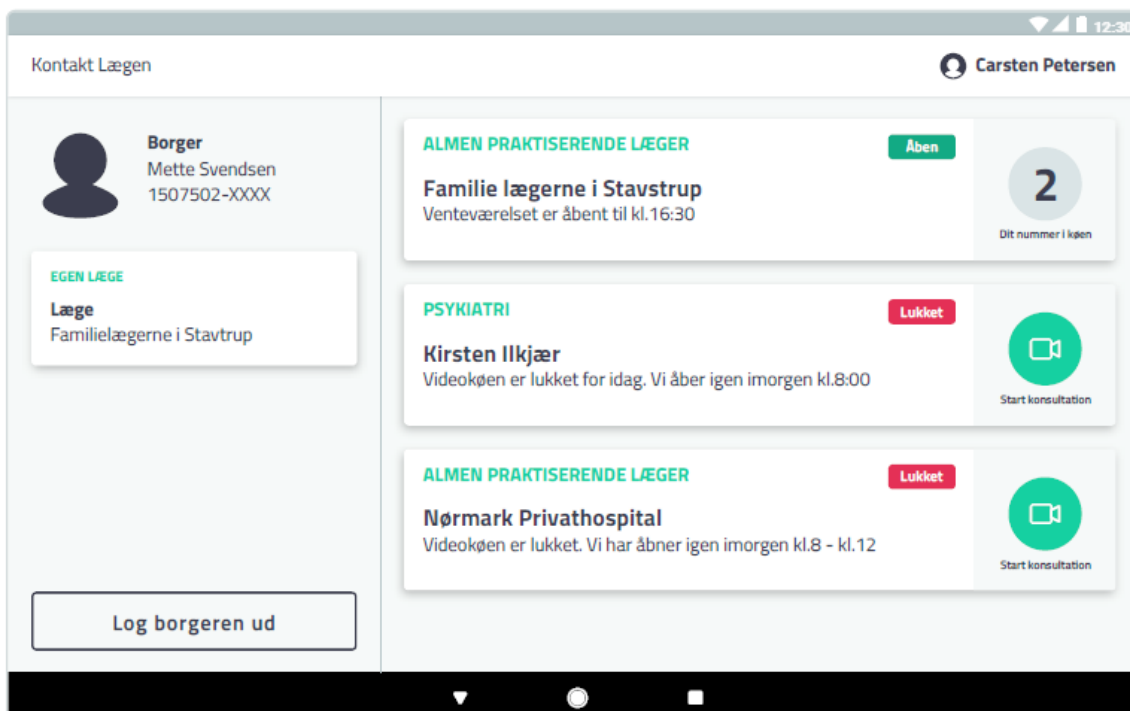 12:30
Kontakt Lægen
Carsten Petersen
Borger
Mette Svendsen
1507502-XXXX
EGEN LÆGE
Læge
Familielægerne i Stavtrup
Log borgeren ud
ALMEN PRAKTISERENDE LÆGER
Åben
Familie lægerne i Stavstrup
Venteværelset er åbent til kl.16:30
2
Dit nummer i køen
PSYKIATRI
Lukket
Kirsten Ilkjær
Videokøen er lukket for idag. Vi åber igen imorgen kl.8:00
Start konsultation
ALMEN PRAKTISERENDE LÆGER
Lukket
Nørmark Privathospital
Videokøen er lukket. Vi har åbner igen imorgen kl.8 - kl.12
Start konsultation